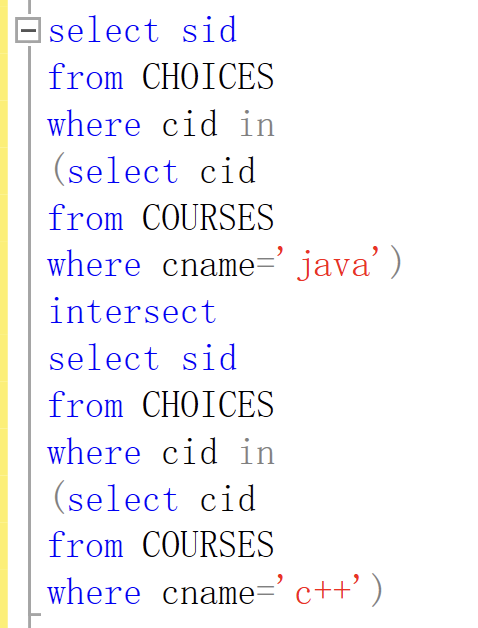 select sid
from CHOICES
where cid in
(select cid
from COURSES
where cname='java')
intersect
select sid
from CHOICES
where cid in
(select cid
from COURSES
where cname='c++')